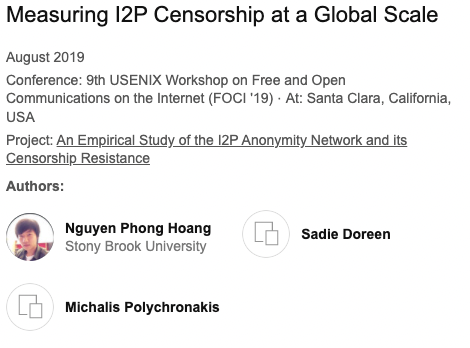 Measuring I2P Censorship at a Global Scale
August 2019
Conference: 9th USENIX Workshop on Free and Open
Communications on the Internet (FOCI '19) · At: Santa Clara, California,
USA
Project: An Empirical Study of the I2P Anonymity Network and its
Censorship Resistance
Authors:
Nguyen Phong Hoang
Stony Brook University
Sadie Doreen
Michalis Polychronakis